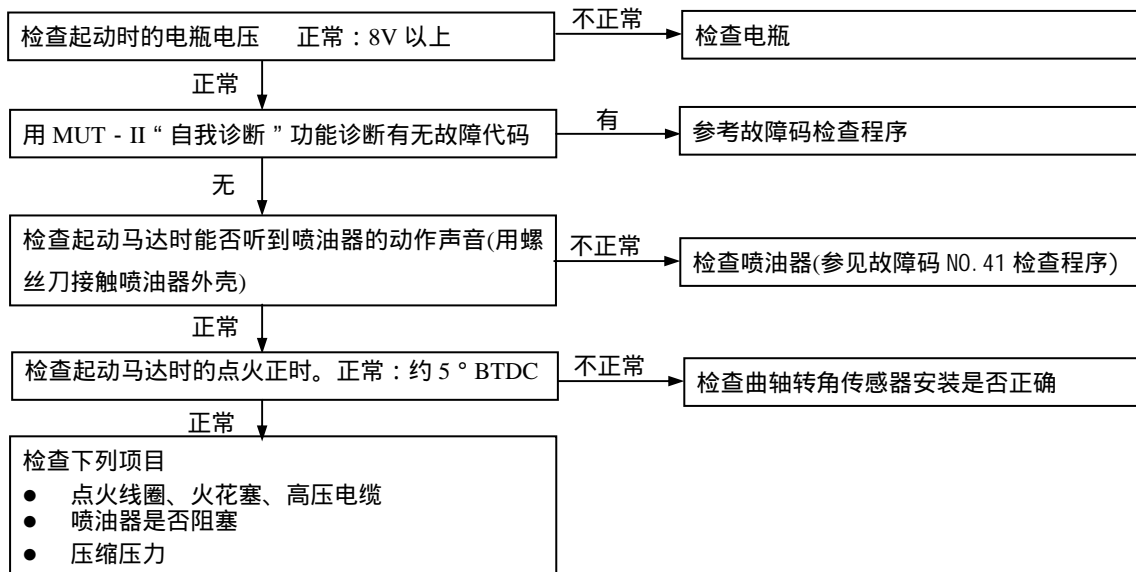 检查起动时的电瓶电压 正常：8V 以上
不正常
检查电瓶
正常
用 MUT - II “ 自我诊断 ” 功能诊断有无故障代码
有
参考故障码检查程序
无
检查起动马达时能否听到喷油器的动作声音(用螺
丝刀接触喷油器外壳)
不正常
检查喷油器(参见故障码 NO. 41 检查程序)
正常
检查起动马达时的点火正时。正常：约 5 ° BTDC
不正常
检查曲轴转角传感器安装是否正确
正常
检查下列项目
● 点火线圈、火花塞、高压电缆
● 喷油器是否阻塞
● 压缩压力